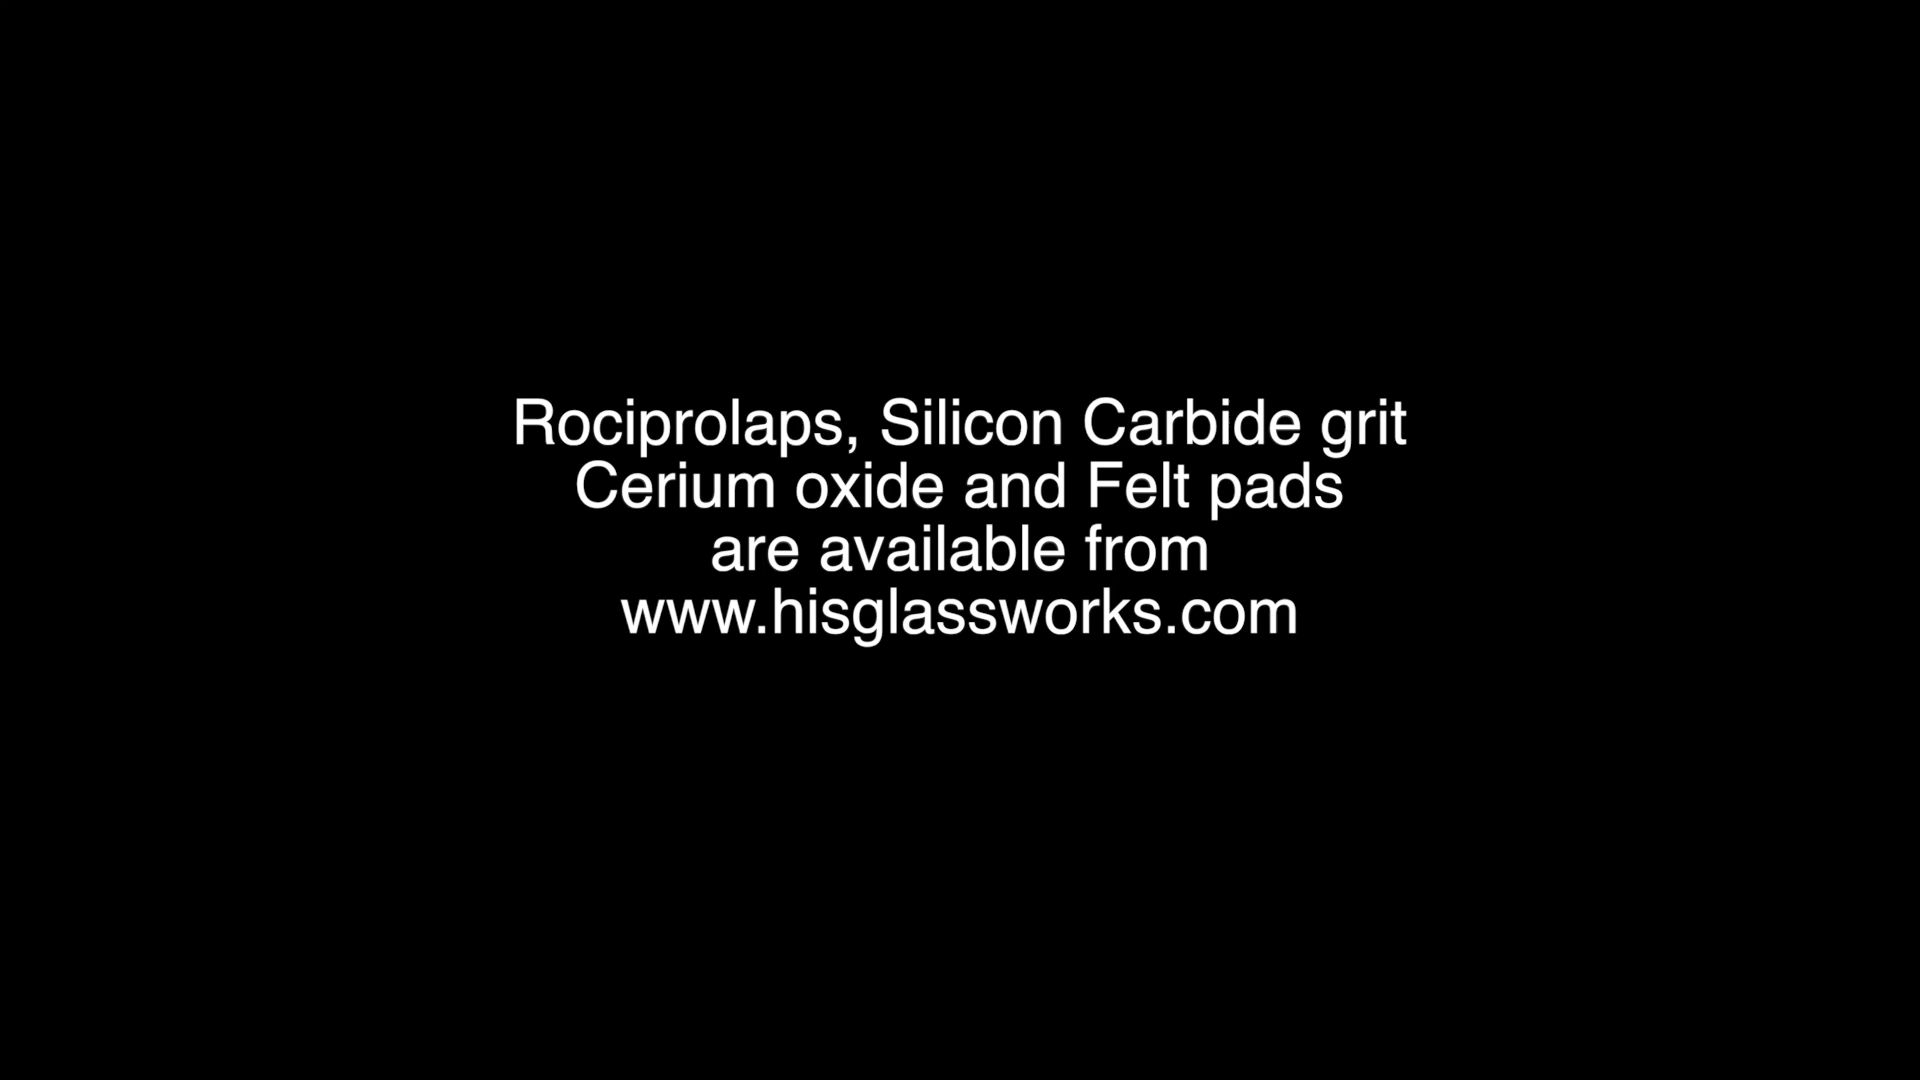 Rociprolaps, Silicon Carbide grit
Cerium oxide and Felt pads
are available from
www.hisglassworks.com